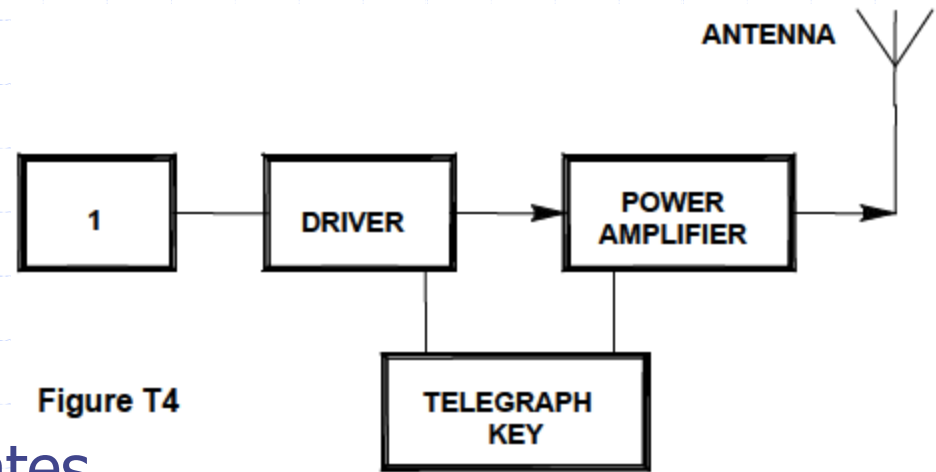 ANTENNA
1
DRIVER
POWER
AMPLIFIER
TELEGRAPH
KEY
Figure T4